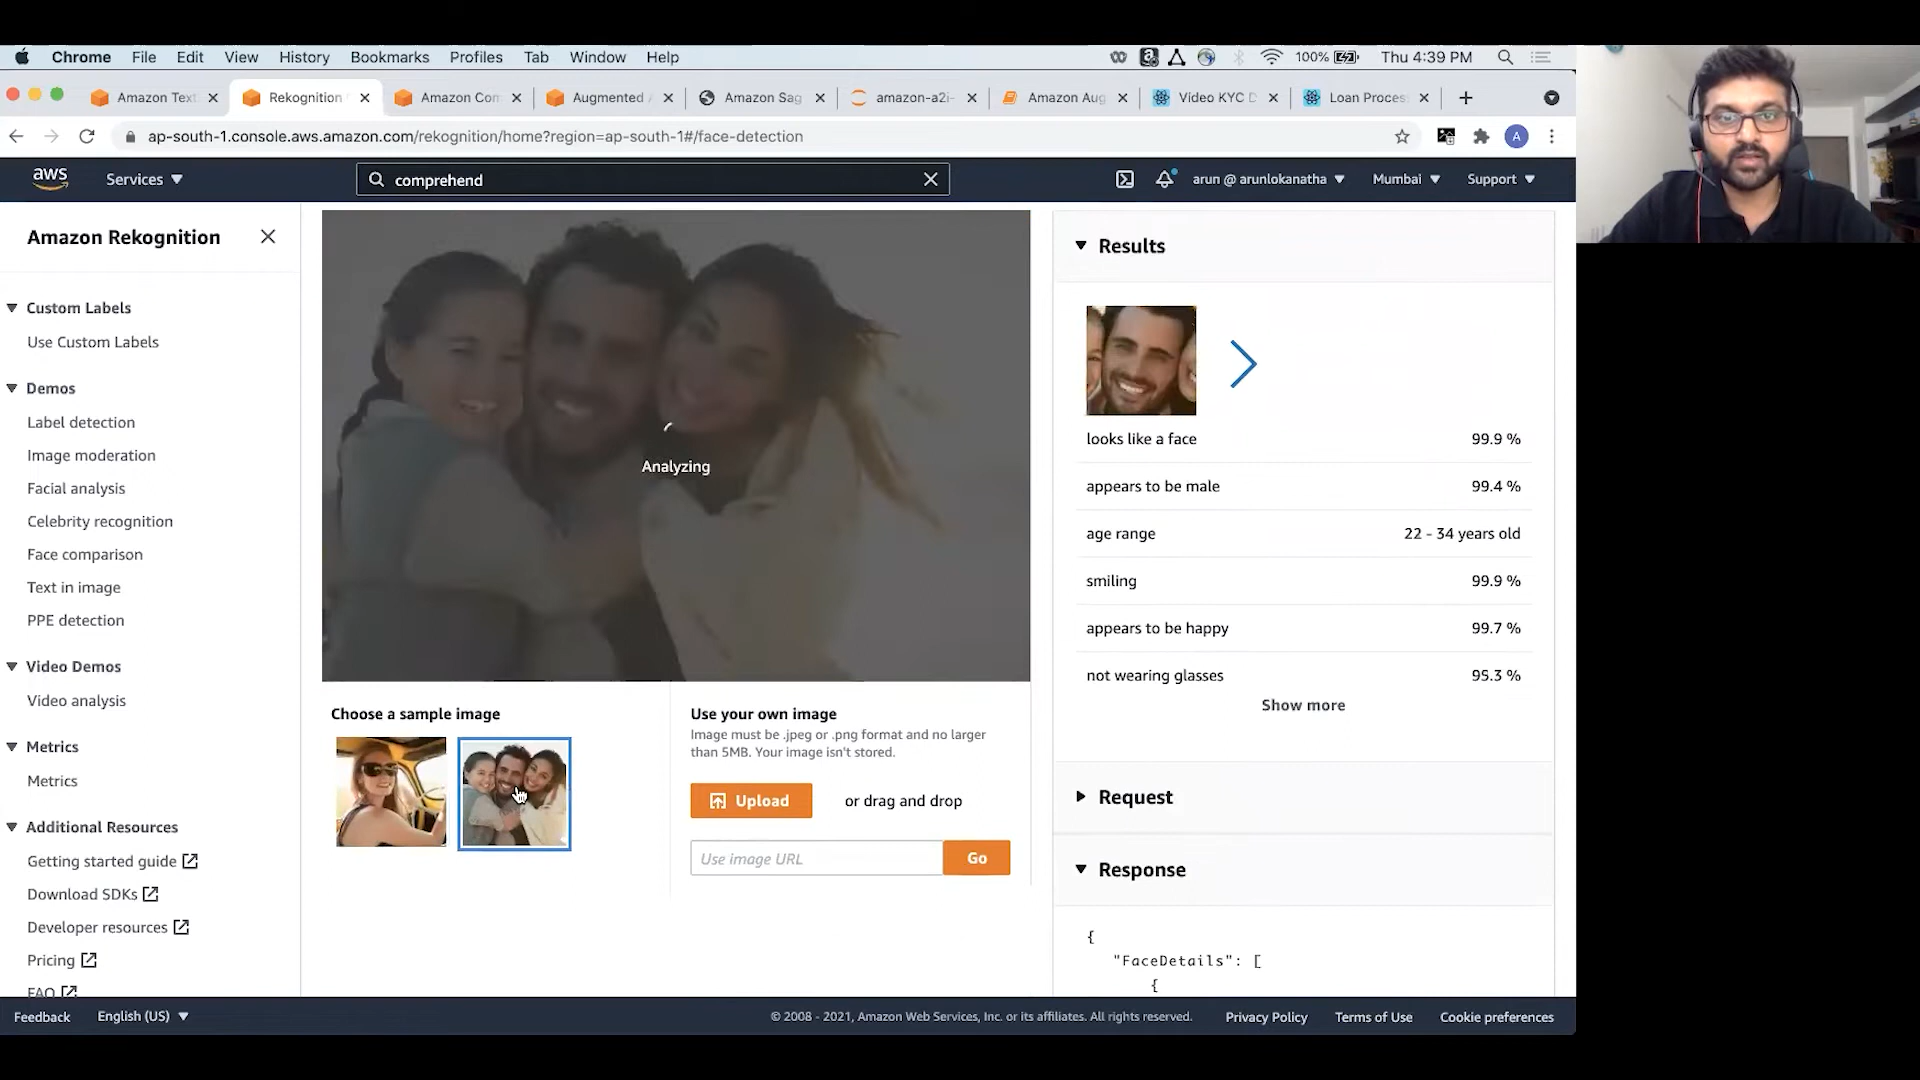 Chrome File Edit View History Bookmarks Profiles Tab Window Help 100% Thu 4:39 PM
Amazon Text Rekognition Amazon Com Augmented A Amazon Sag amazon-a2i- Amazon Aug Video KYC D Loan Process
ap-south-1.console.aws.amazon.com/rekognition/home?region=ap-south-1#/face-detection A
aws Services comprehend arun @ arunlokanatha Mumbai Support
Amazon Rekognition
Custom Labels
Use Custom Labels
Demos
Label detection
Image moderation
Facial analysis
Celebrity recognition
Face comparison
Text in image
PPE detection
Video Demos
Video analysis
Metrics
Metrics
Additional Resources
Getting started guide
Download SDKs
Developer resources
Pricing
FAQ
Analyzing
Choose a sample image
Use your own image
Image must be .jpeg or .png format and no larger
than 5MB. Your image isn't stored.
Upload or drag and drop
Use image URL Go
Results
looks like a face 99.9 %
appears to be male 99.4 %
age range 22 - 34 years old
smiling 99.9 %
appears to be happy 99.7 %
not wearing glasses 95.3 %
Show more
Request
Response
{
"FaceDetails": [
{
Feedback English (US) © 2008 - 2021, Amazon Web Services, Inc. or its affiliates. All rights reserved. Privacy Policy Terms of Use Cookie preferences